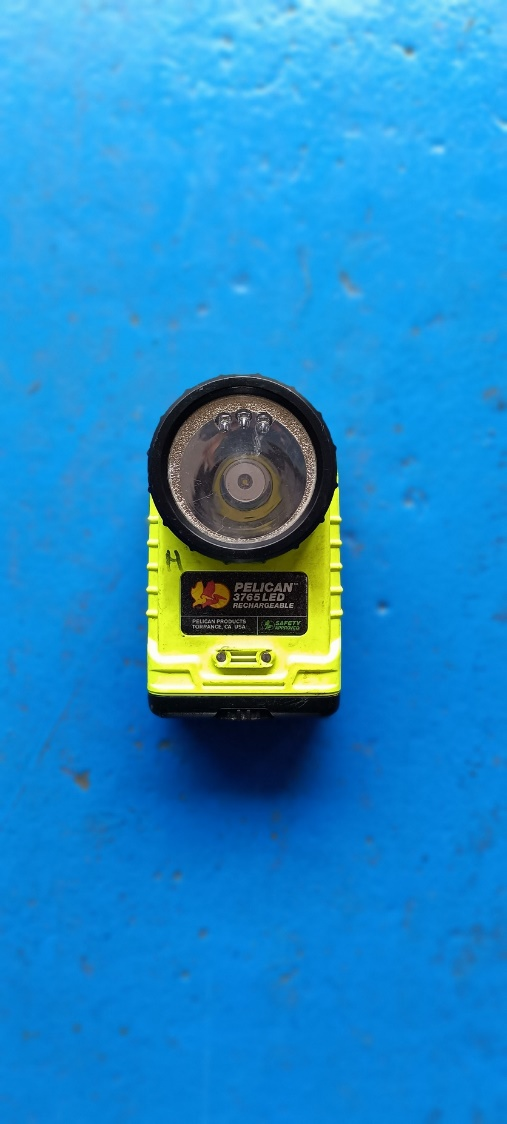 H
PELICAN™
3765 LED
RECHARGEABLE
PELICAN PRODUCTS
TORRANCE, CA. USA
SAFETY
APPROVED